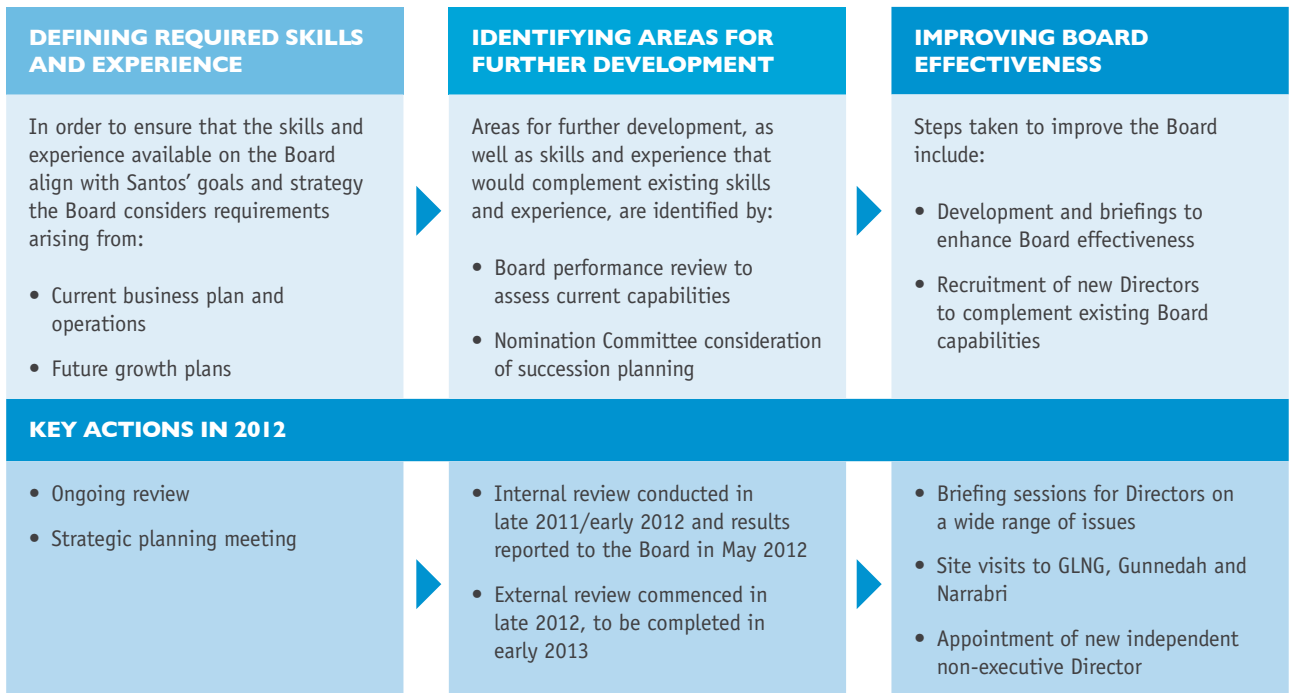 DEFINING REQUIRED SKILLS
AND EXPERIENCE
In order to ensure that the skills and
experience available on the Board
align with Santos’ goals and strategy
the Board considers requirements
arising from:
• Current business plan and
operations
• Future growth plans
IDENTIFYING AREAS FOR
FURTHER DEVELOPMENT
Areas for further development, as
well as skills and experience that
would complement existing skills
and experience, are identified by:
• Board performance review to
assess current capabilities
• Nomination Committee consideration
of succession planning
IMPROVING BOARD
EFFECTIVENESS
Steps taken to improve the Board
include:
• Development and briefings to
enhance Board effectiveness
• Recruitment of new Directors
to complement existing Board
capabilities
KEY ACTIONS IN 2012
• Ongoing review
• Strategic planning meeting
• Internal review conducted in
late 2011/early 2012 and results
reported to the Board in May 2012
• External review commenced in
late 2012, to be completed in
early 2013
• Briefing sessions for Directors on
a wide range of issues
• Site visits to GLNG, Gunnedah and
Narrabri
• Appointment of new independent
non-executive Director